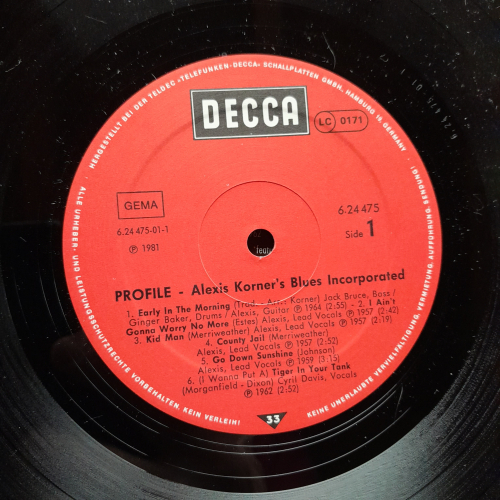 HERGESTELLT BEI DER TELDEC »TELEFUNKEN-DECCA« SCHALLPLATTEN GMBH, HAMBURG 19 GERMANY
DECCA
LC 0171
GEMA
6.24 475-01-1
℗ 1981
6.24 475
Side 1
PROFILE - Alexis Korner's Blues Incorporated
1. Early In The Morning (Trad. - Arr. Korner) Jack Bruce, Bass /
Ginger Baker, Drums / Alexis, Guitar ℗ 1964 (2:55) - 2. I Ain't
Gonna Worry No More (Estes) Alexis, Lead Vocals ℗ 1957 (2:42)
3. Kid Man (Merriweather) Alexis, Lead Vocals ℗ 1957 (2:19)
4. County Jail (Merriweather)
Alexis, Lead Vocals ℗ 1957 (2:52)
5. Go Down Sunshine (Johnson)
Alexis, Lead Vocals ℗ 1959 (3:15)
6. (I Wanna Put A) Tiger In Your Tank
(Morganfield - Dixon) Cyril Davis, Vocals
℗ 1962 (2:52)
33
ALLE URHEBER- UND LEISTUNGSSCHUTZRECHTE VORBEHALTEN. KEIN VERLEIH!
KEINE UNERLAUBTE VERVIELFÄLTIGUNG, VERMIETUNG, AUFFÜHRUNG, SENDUNG!